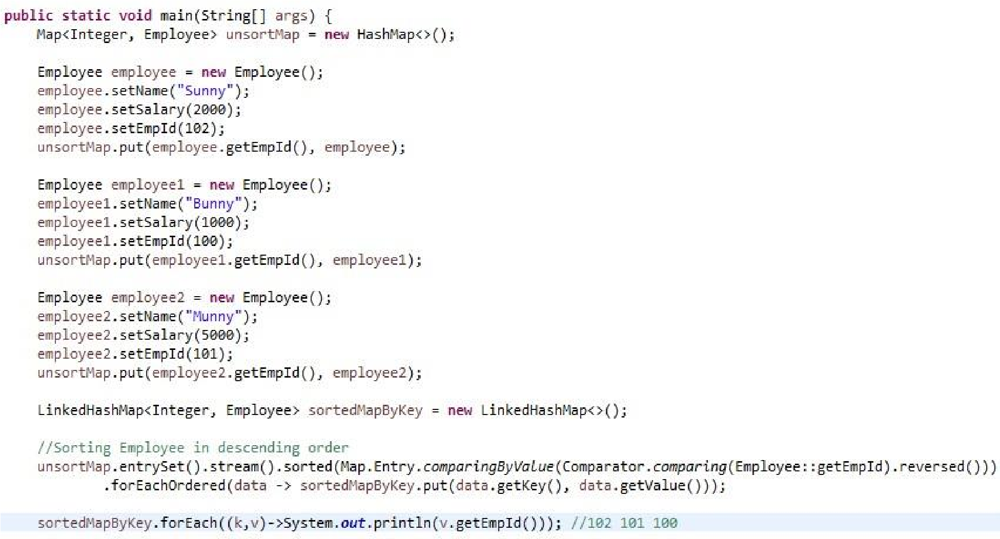 public static void main(String[] args) {
Map<Integer, Employee> unsortMap = new HashMap<>();
Employee employee = new Employee();
employee.setName("Sunny");
employee.setSalary(2000);
employee.setEmpId(102);
unsortMap.put(employee.getEmpId(), employee);
Employee employee1 = new Employee();
employee1.setName("Bunny");
employee1.setSalary(1000);
employee1.setEmpId(100);
unsortMap.put(employee1.getEmpId(), employee1);
Employee employee2 = new Employee();
employee2.setName("Munny");
employee2.setSalary(5000);
employee2.setEmpId(101);
unsortMap.put(employee2.getEmpId(), employee2);
LinkedHashMap<Integer, Employee> sortedMapByKey = new LinkedHashMap<>();
//Sorting Employee in descending order
unsortMap.entrySet().stream().sorted(Map.Entry.comparingByValue(Comparator.comparing(Employee::getEmpId).reversed()))
.forEachOrdered(data -> sortedMapByKey.put(data.getKey(), data.getValue()));
sortedMapByKey.forEach((k,v)->System.out.println(v.getEmpId())); //102 101 100